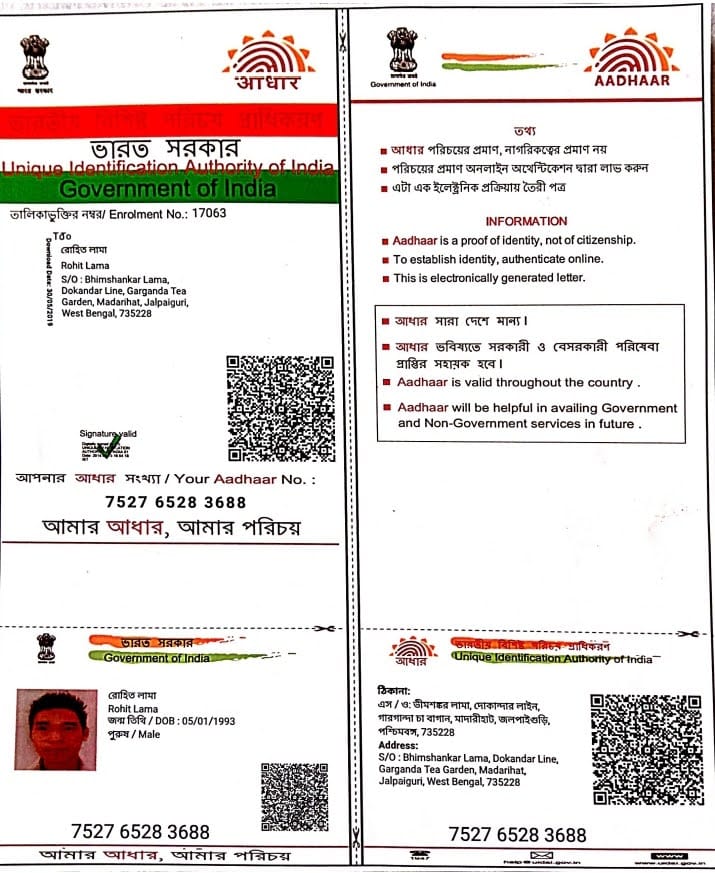 भारत सरकार
आधार
ভারতীয় বিশিষ্ট পরিচয় প্রাধিকরণ
ভারত সরকার
Unique Identification Authority of India
Government of India
তালিকাভুক্তির নম্বর/ Enrolment No.: 17063
To
রোহিত লামা
Rohit Lama
S/O : Bhimshankar Lama,
Dokandar Line, Garganda Tea
Garden, Madarihat, Jalpaiguri,
West Bengal, 735228
Download Date: 30/05/2019
Signature valid
আপনার আধার সংখ্যা / Your Aadhaar No. :
7527 6528 3688
আমার আধার, আমার পরিচয়
Government of India
AADHAAR
তথ্য
আধার পরিচয়ের প্রমাণ, নাগরিকত্বের প্রমাণ নয়
পরিচয়ের প্রমাণ অনলাইন অথেন্টিকেশন দ্বারা লাভ করুন
এটা এক ইলেক্ট্রনিক প্রক্রিয়ায় তৈরী পত্র
INFORMATION
Aadhaar is a proof of identity, not of citizenship.
To establish identity, authenticate online.
This is electronically generated letter.
আধার সারা দেশে মান্য।
আধার ভবিষ্যতে সরকারী ও বেসরকারী পরিষেবা
প্রাপ্তির সহায়ক হবে।
Aadhaar is valid throughout the country .
Aadhaar will be helpful in availing Government
and Non-Government services in future .
ভারত সরকার
Government of India
রোহিত লামা
Rohit Lama
জন্ম তিথি / DOB : 05/01/1993
পুরুষ / Male
7527 6528 3688
আমার আধার, আমার পরিচয়
আধার
ভারতীয় বিশিষ্ট পরিচয় প্রাধিকরণ
Unique Identification Authority of India
ঠিকানা:
এস / ও: ভীমশঙ্কর লামা, দোকান্দার লাইন,
গারগান্দা চা বাগান, মাদারীহাট, জলপাইগুড়ি,
পশ্চিমবঙ্গ, 735228
Address:
S/O : Bhimshankar Lama, Dokandar Line,
Garganda Tea Garden, Madarihat,
Jalpaiguri, West Bengal, 735228
7527 6528 3688
1947
help@uidai.gov.in
www
www.uidai.gov.in